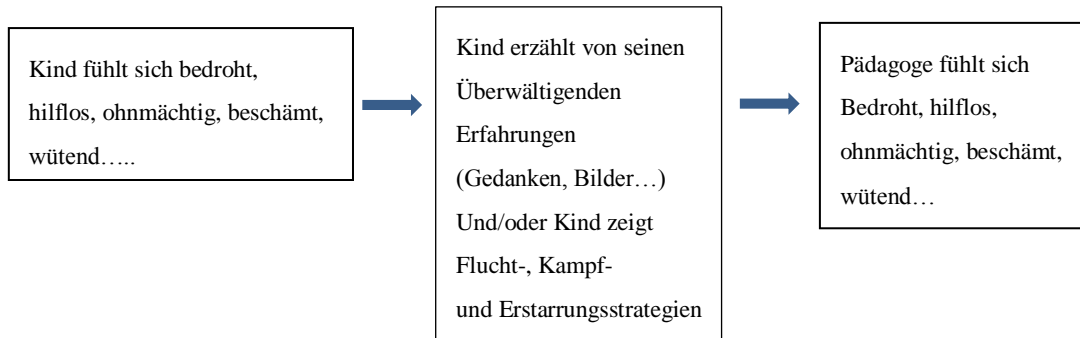 Kind fühlt sich bedroht,
hilflos, ohnmächtig, beschämt,
wütend…..
Kind erzählt von seinen
Überwältigenden
Erfahrungen
(Gedanken, Bilder…)
Und/oder Kind zeigt
Flucht-, Kampf-
und Erstarrungsstrategien
Pädagoge fühlt sich
Bedroht, hilflos,
ohnmächtig, beschämt,
wütend…